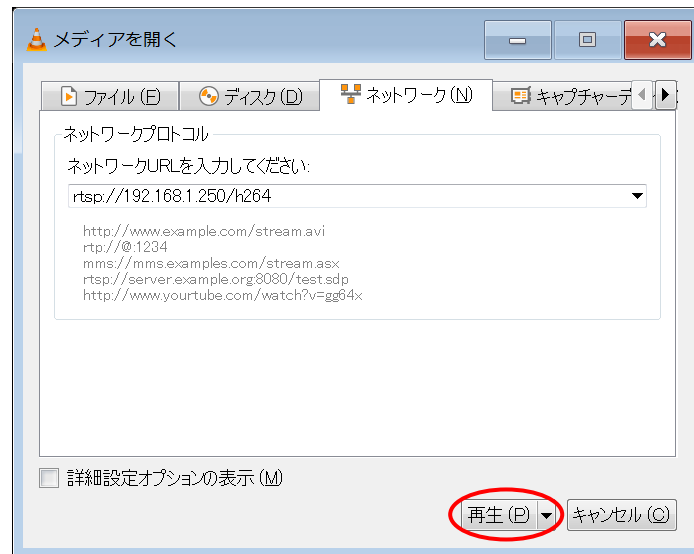 メディアを開く
ファイル(F) ディスク(D) ネットワーク(N) キャプチャーデ
ネットワークプロトコル
ネットワークURLを入力してください:
rtsp://192.168.1.250/h264
http://www.example.com/stream.avi
rtp://@:1234
mms://mms.examples.com/stream.asx
rtsp://server.example.org:8080/test.sdp
http://www.yourtube.com/watch?v=gg64x
詳細設定オプションの表示(M)
再生(P) キャンセル(C)